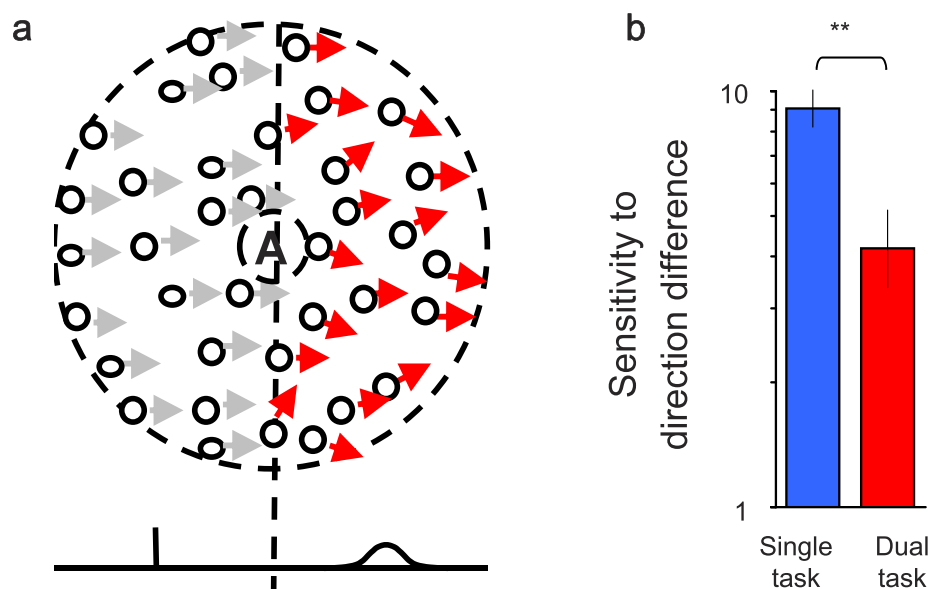 a
A
b
**
10
1
Sensitivity to
direction difference
Single
task
Dual
task